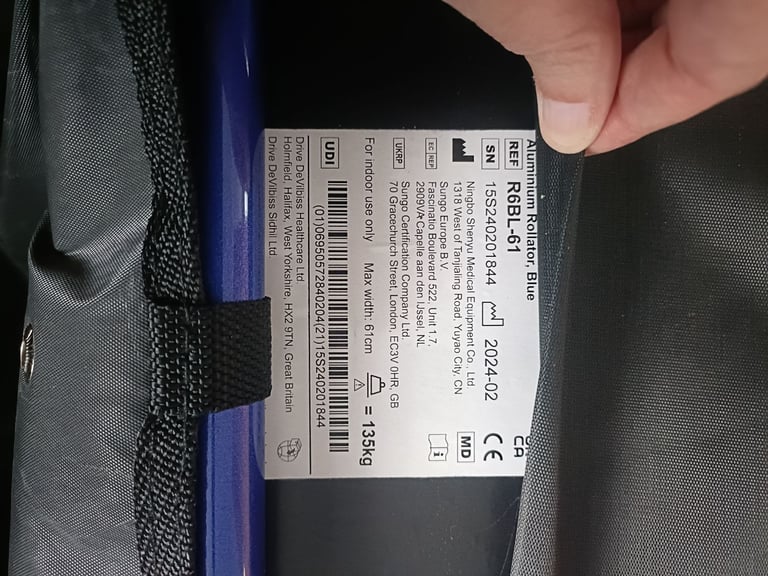 Aluminium Rollator, Blue
REF R6BL-61
UK
CA
SN 15S240201844 2024-02 CE
Ningbo Shenyu Medical Equipment Co., Ltd MD
1318 West of Tanjialing Road, Yuyao City, CN
EC REP Sungo Europe B.V.
Fascinatio Boulevard 522, Unit 1.7,
2909VA Capelle aan den IJssel, NL
UKRP Sungo Certification Company Ltd.
70 Gracechurch Street, London, EC3V 0HR, GB
For indoor use only Max width: 61cm = 135kg
UDI
(01)06950572840204(21)15S240201844
Drive DeVilbiss Healthcare Ltd
Holmfield, Halifax, West Yorkshire, HX2 9TN, Great Britain
Drive DeVilbiss Sidhil Ltd